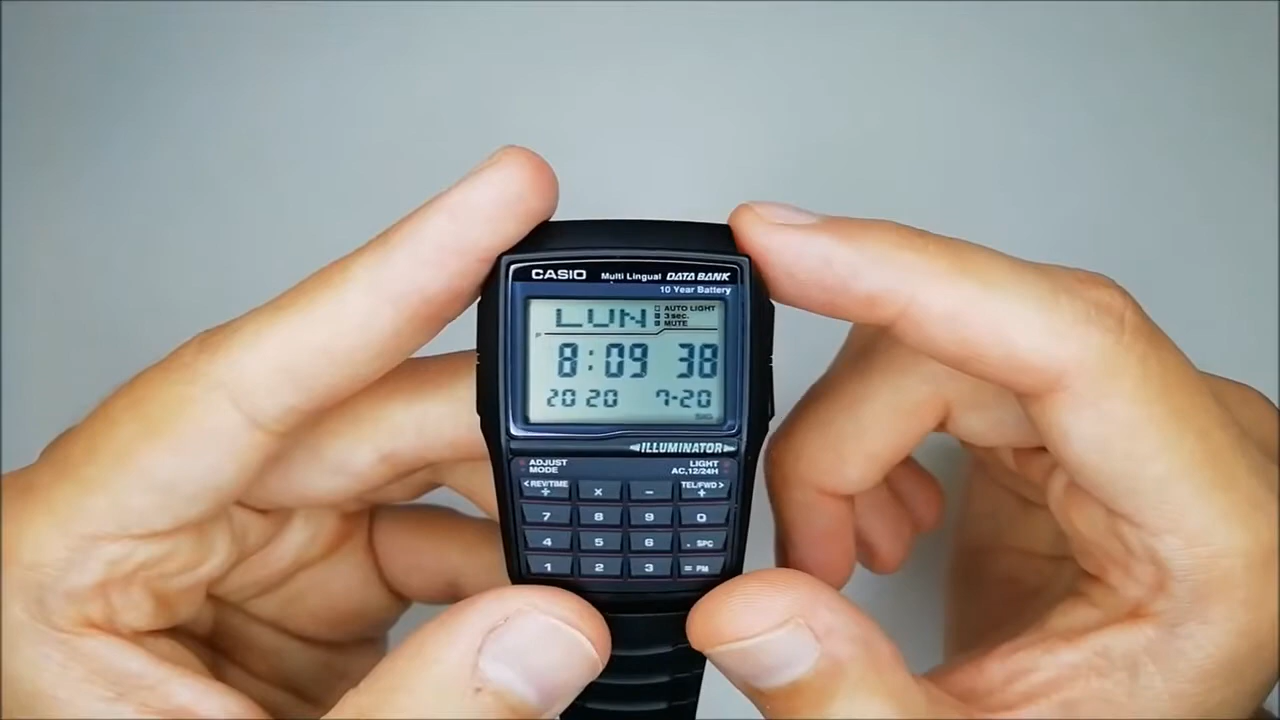 CASIO Multi Lingual DATA BANK
10 Year Battery
LUN
AUTO LIGHT
3 sec.
MUTE
P
8:09 38
2020 7-20
ILLUMINATOR
ADJUST LIGHT
MODE AC,12/24H
<REV/TIME TEL/FWD>
÷ × - +
7 8 9 0
4 5 6 . SPC
1 2 3 = PM